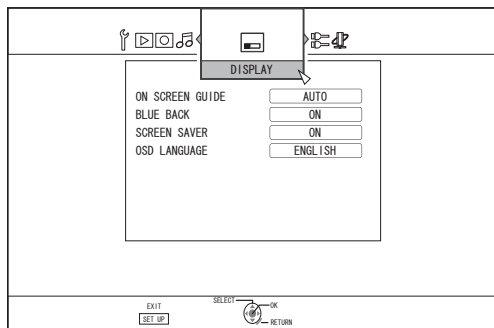 DISPLAY
ON SCREEN GUIDE AUTO
BLUE BACK ON
SCREEN SAVER ON
OSD LANGUAGE ENGLISH
EXIT
SET UP
SELECT
OK
RETURN